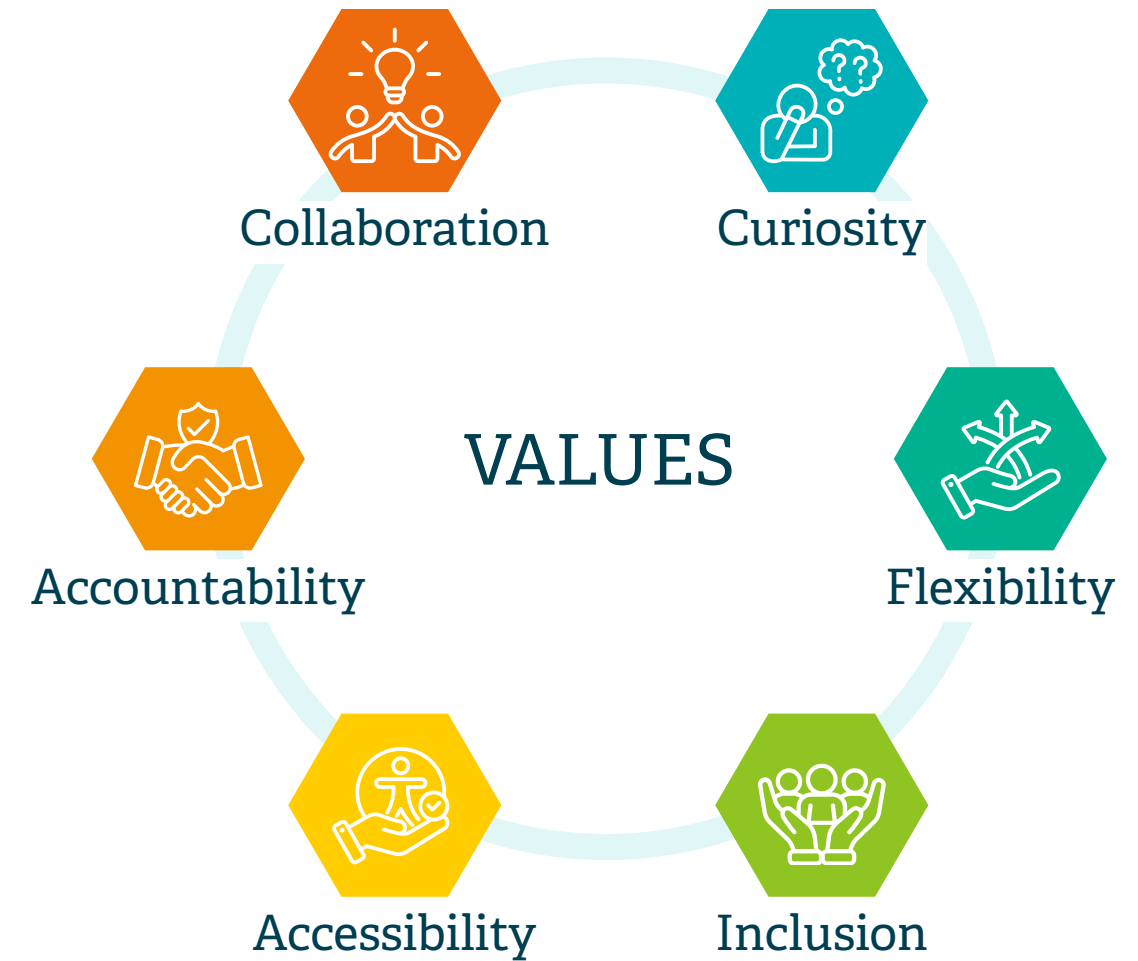 ??
Collaboration
Curiosity
VALUES
Accountability
Flexibility
Accessibility
Inclusion